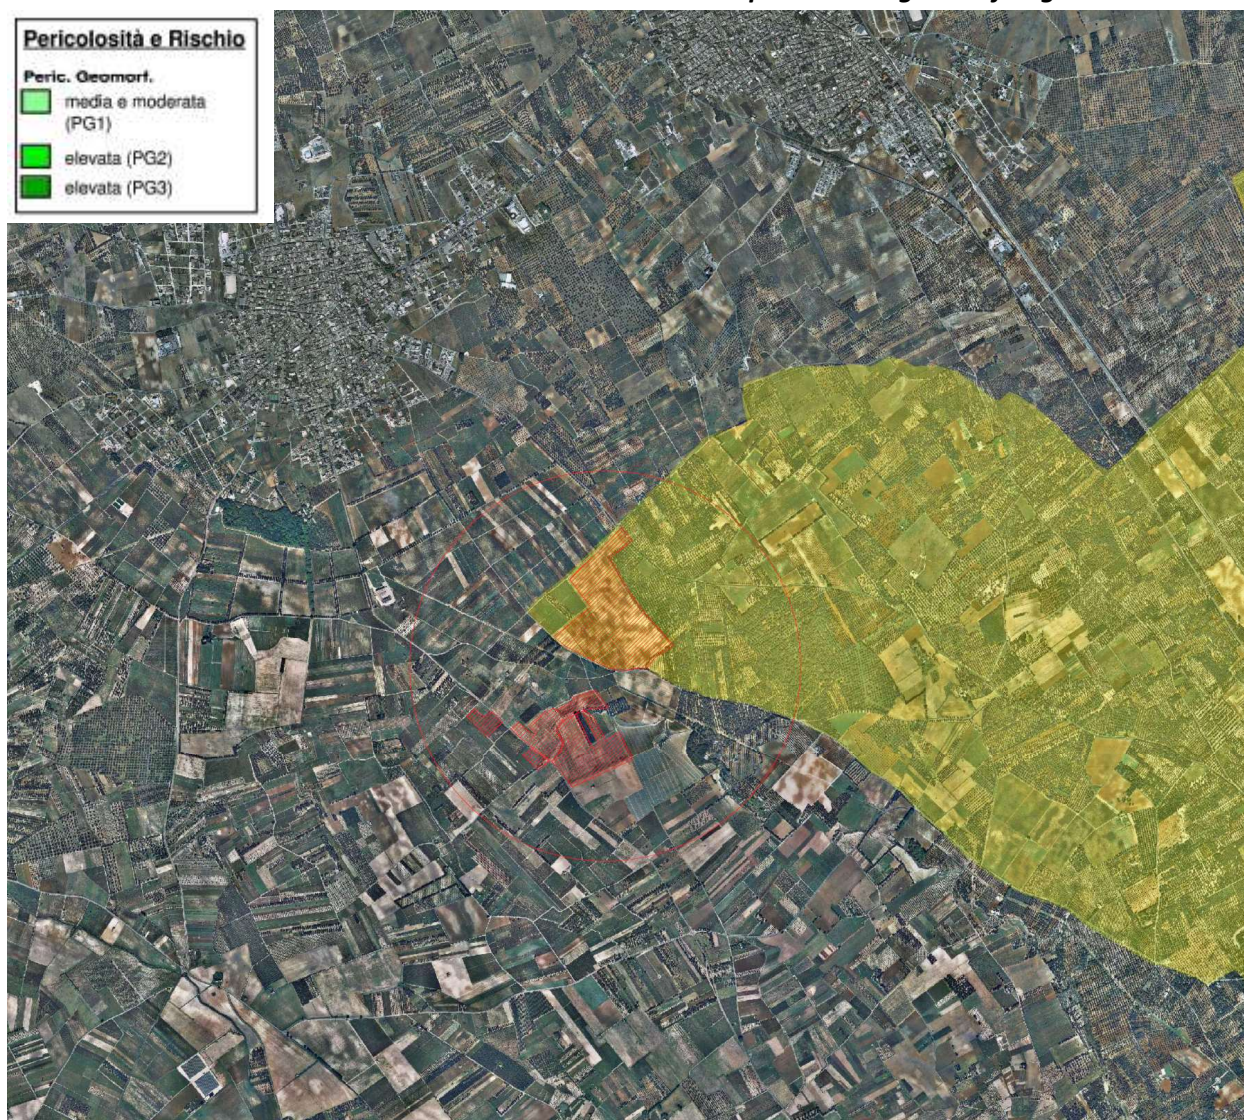 Pericolosità e Rischio
Peric. Geomorf.
media e moderata
(PG1)
elevata (PG2)
elevata (PG3)